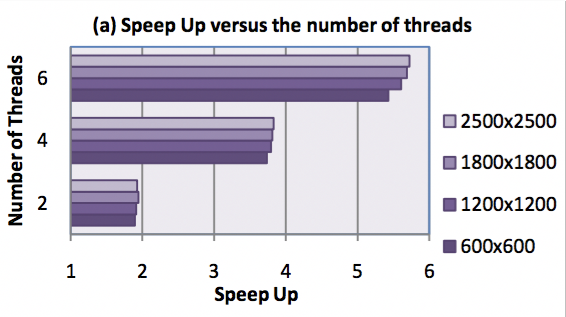 (a) Speep Up versus the number of threads
Number of Threads
6
4
2
1 2 3 4 5 6
Speep Up
2500x2500
1800x1800
1200x1200
600x600